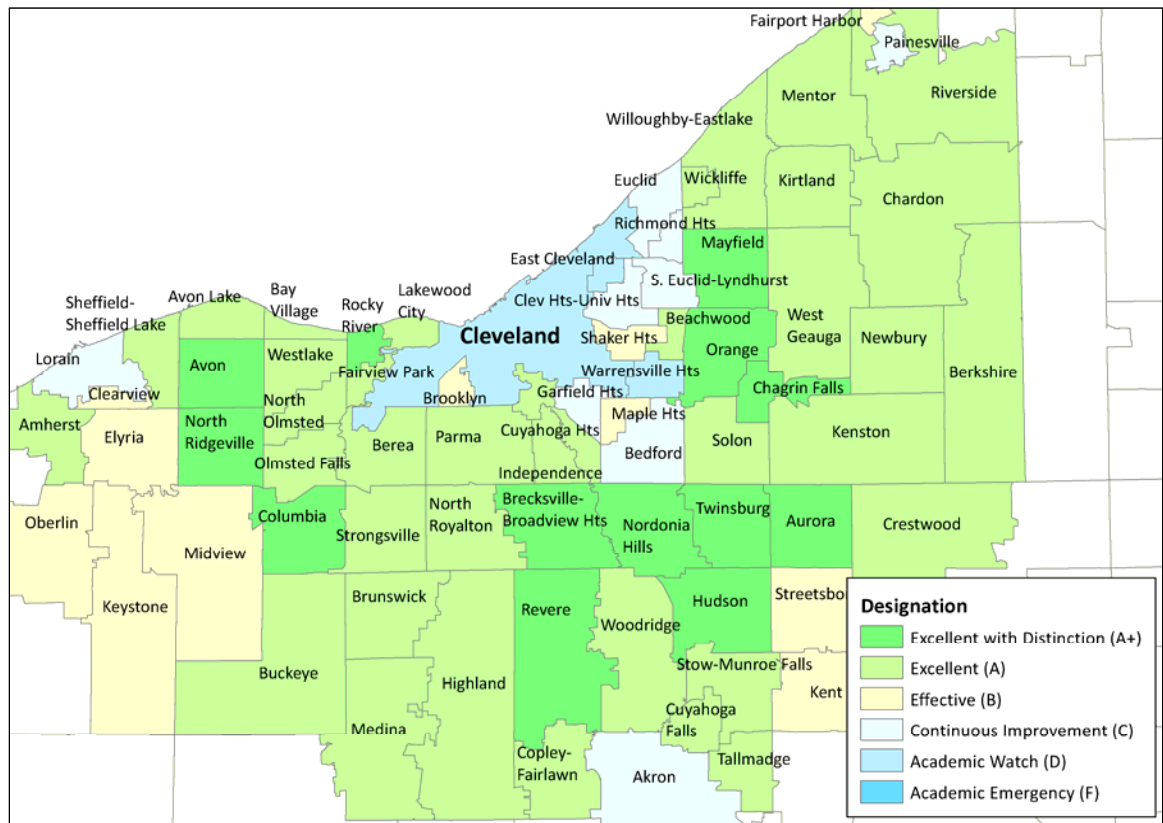 Fairport Harbor
Painesville
Mentor
Riverside
Willoughby-Eastlake
Euclid
Wickliffe
Kirtland
Chardon
Richmond Hts
Mayfield
East Cleveland
S. Euclid-Lyndhurst
Sheffield-
Sheffield Lake
Avon Lake
Bay
Village
Rocky
River
Lakewood
City
Clev Hts-Univ Hts
Cleveland
Beachwood
West
Geauga
Newbury
Shaker Hts
Orange
Lorain
Avon
Westlake
Fairview Park
Warrensville Hts
Berkshire
Clearview
Brooklyn
Garfield Hts
Chagrin Falls
North
Olmsted
Maple Hts
Amherst
Elyria
North
Ridgeville
Berea
Parma
Cuyahoga Hts
Solon
Kenston
Bedford
Olmsted Falls
Independence
Oberlin
Columbia
Strongsville
North
Royalton
Brecksville-
Broadview Hts
Nordonia
Hills
Twinsburg
Aurora
Crestwood
Midview
Keystone
Brunswick
Revere
Woodridge
Hudson
Streetsbo
Buckeye
Highland
Stow-Munroe Falls
Kent
Medina
Cuyahoga
Falls
Copley-
Fairlawn
Akron
Tallmadge
Designation
Excellent with Distinction (A+)
Excellent (A)
Effective (B)
Continuous Improvement (C)
Academic Watch (D)
Academic Emergency (F)